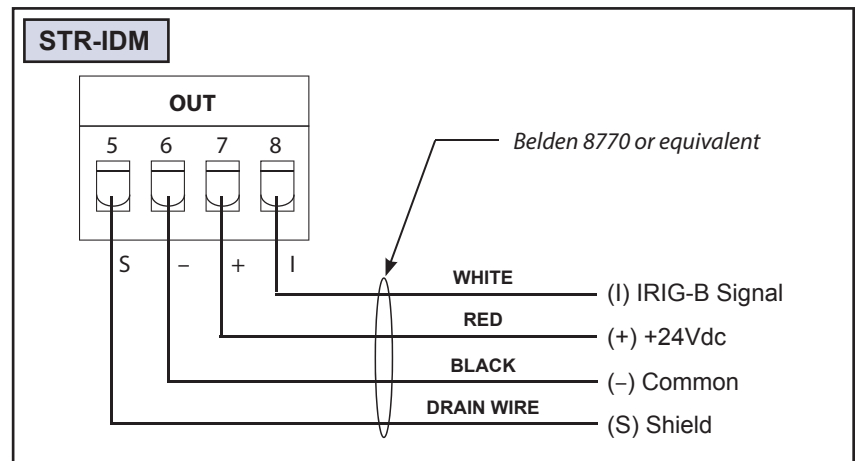 STR-IDM
OUT
5 6 7 8
Belden 8770 or equivalent
S – + I
WHITE
(I) IRIG-B Signal
RED
(+) +24Vdc
BLACK
(–) Common
DRAIN WIRE
(S) Shield